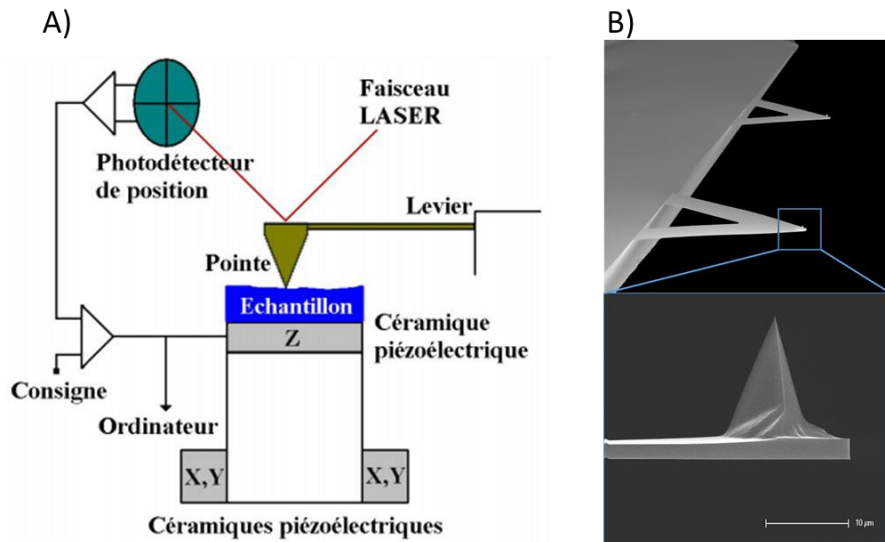 A)
B)
Faisceau
LASER
Photodétecteur
de position
Levier
Pointe
Echantillon
Z
Céramique
piézoélectrique
Consigne
Ordinateur
X,Y
X,Y
Céramiques piézoélectriques
10 µm